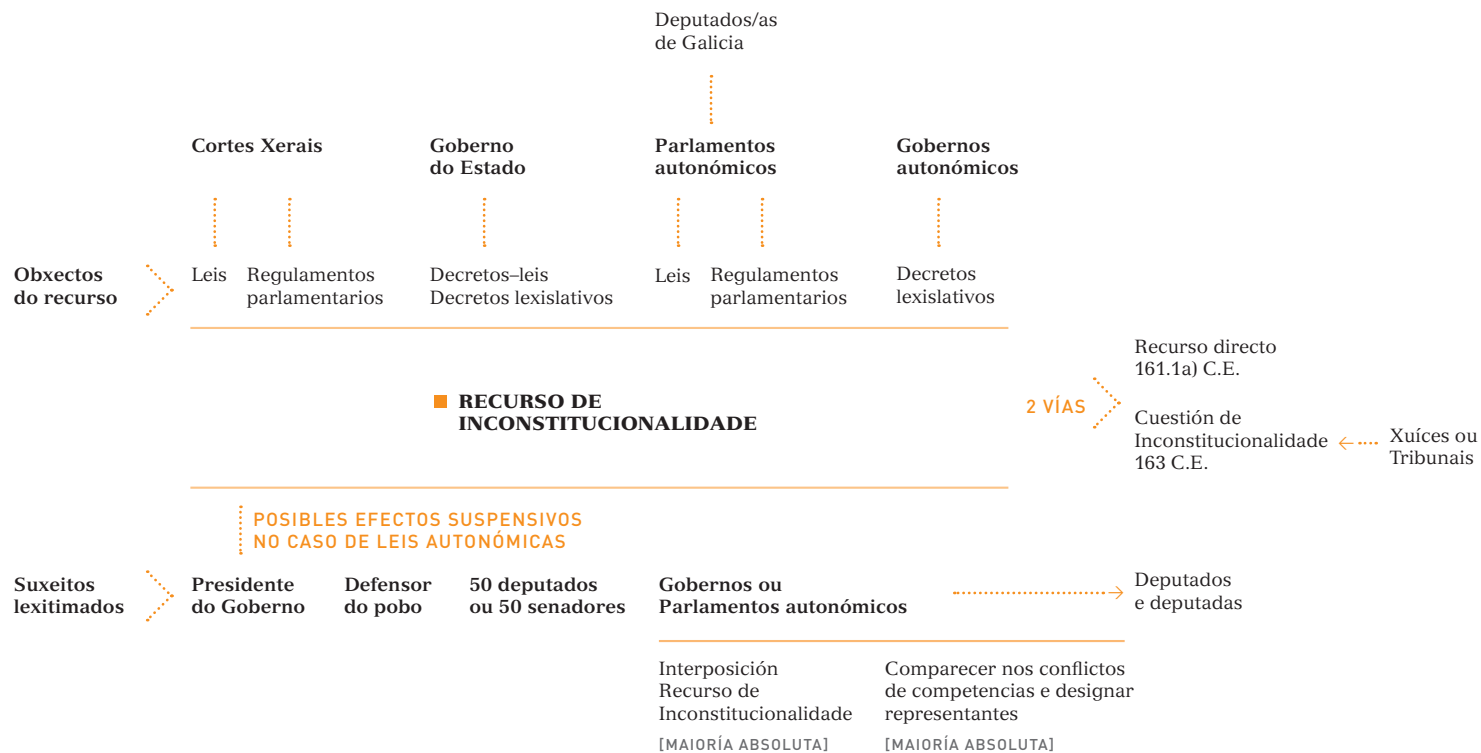 Deputados/as
de Galicia
Cortes Xerais
Goberno
do Estado
Parlamentos
autonómicos
Gobernos
autonómicos
Obxectos
do recurso
Leis
Regulamentos
parlamentarios
Decretos–leis
Decretos lexislativos
Leis
Regulamentos
parlamentarios
Decretos
lexislativos
RECURSO DE
INCONSTITUCIONALIDADE
2 VÍAS
Recurso directo
161.1a) C.E.
Cuestión de
Inconstitucionalidade
163 C.E.
Xuíces ou
Tribunais
POSIBLES EFECTOS SUSPENSIVOS
NO CASO DE LEIS AUTONÓMICAS
Suxeitos
lexitimados
Presidente
do Goberno
Defensor
do pobo
50 deputados
ou 50 senadores
Gobernos ou
Parlamentos autonómicos
Deputados
e deputadas
Interposición
Recurso de
Inconstitucionalidade
[MAIORÍA ABSOLUTA]
Comparecer nos conflictos
de competencias e designar
representantes
[MAIORÍA ABSOLUTA]